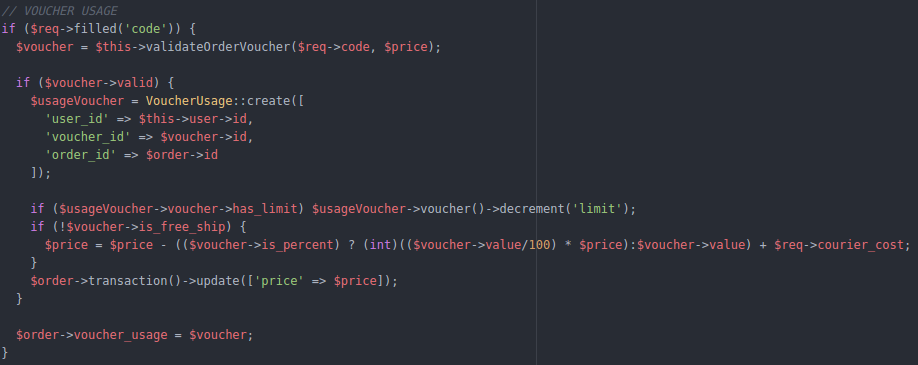 // VOUCHER USAGE
if ($req->filled('code')) {
  $voucher = $this->validateOrderVoucher($req->code, $price);

  if ($voucher->valid) {
    $usageVoucher = VoucherUsage::create([
      'user_id' => $this->user->id,
      'voucher_id' => $voucher->id,
      'order_id' => $order->id
    ]);

    if ($usageVoucher->voucher->has_limit) $usageVoucher->voucher()->decrement('limit');
    if (!$voucher->is_free_ship) {
      $price = $price - (($voucher->is_percent) ? (int)(($voucher->value/100) * $price):$voucher->value) + $req->courier_cost;
    }
    $order->transaction()->update(['price' => $price]);
  }

  $order->voucher_usage = $voucher;
}